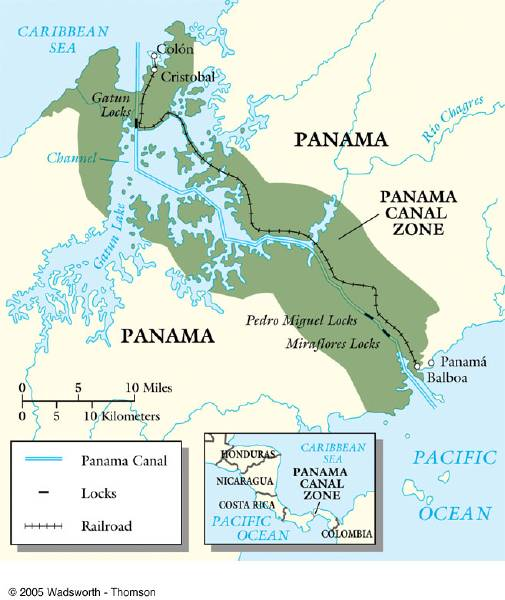 CARIBBEAN
SEA
Colón
Cristobal
Gatun
Locks
Río Chagres
PANAMA
Channel
PANAMA
CANAL
ZONE
Gatun Lake
PANAMA
Pedro Miguel Locks
Miraflores Locks
Panamá
Balboa
0 5 10 Miles
0 5 10 Kilometers
Panama Canal
Locks
Railroad
HONDURAS
CARIBBEAN
SEA
NICARAGUA
PANAMA
CANAL
ZONE
COSTA RICA
PACIFIC
OCEAN
COLOMBIA
PACIFIC
OCEAN
© 2005 Wadsworth - Thomson